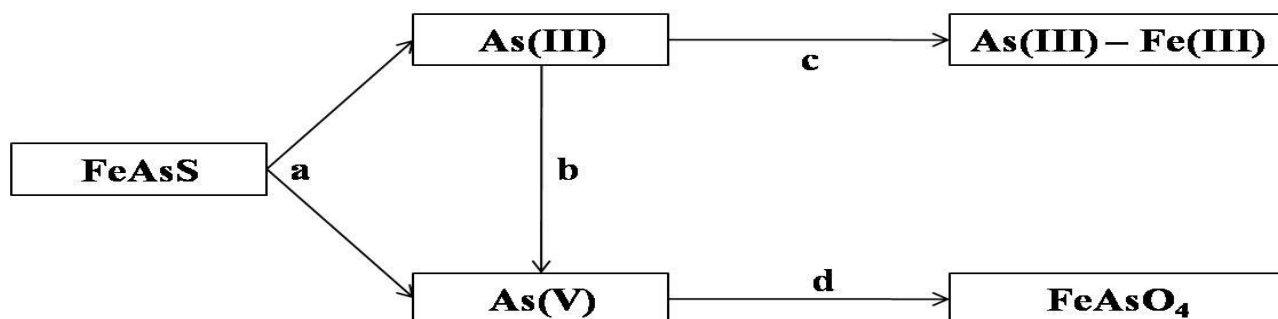 As(III)
As(III) – Fe(III)
c
FeAsS
a
b
As(V)
d
FeAsO₄